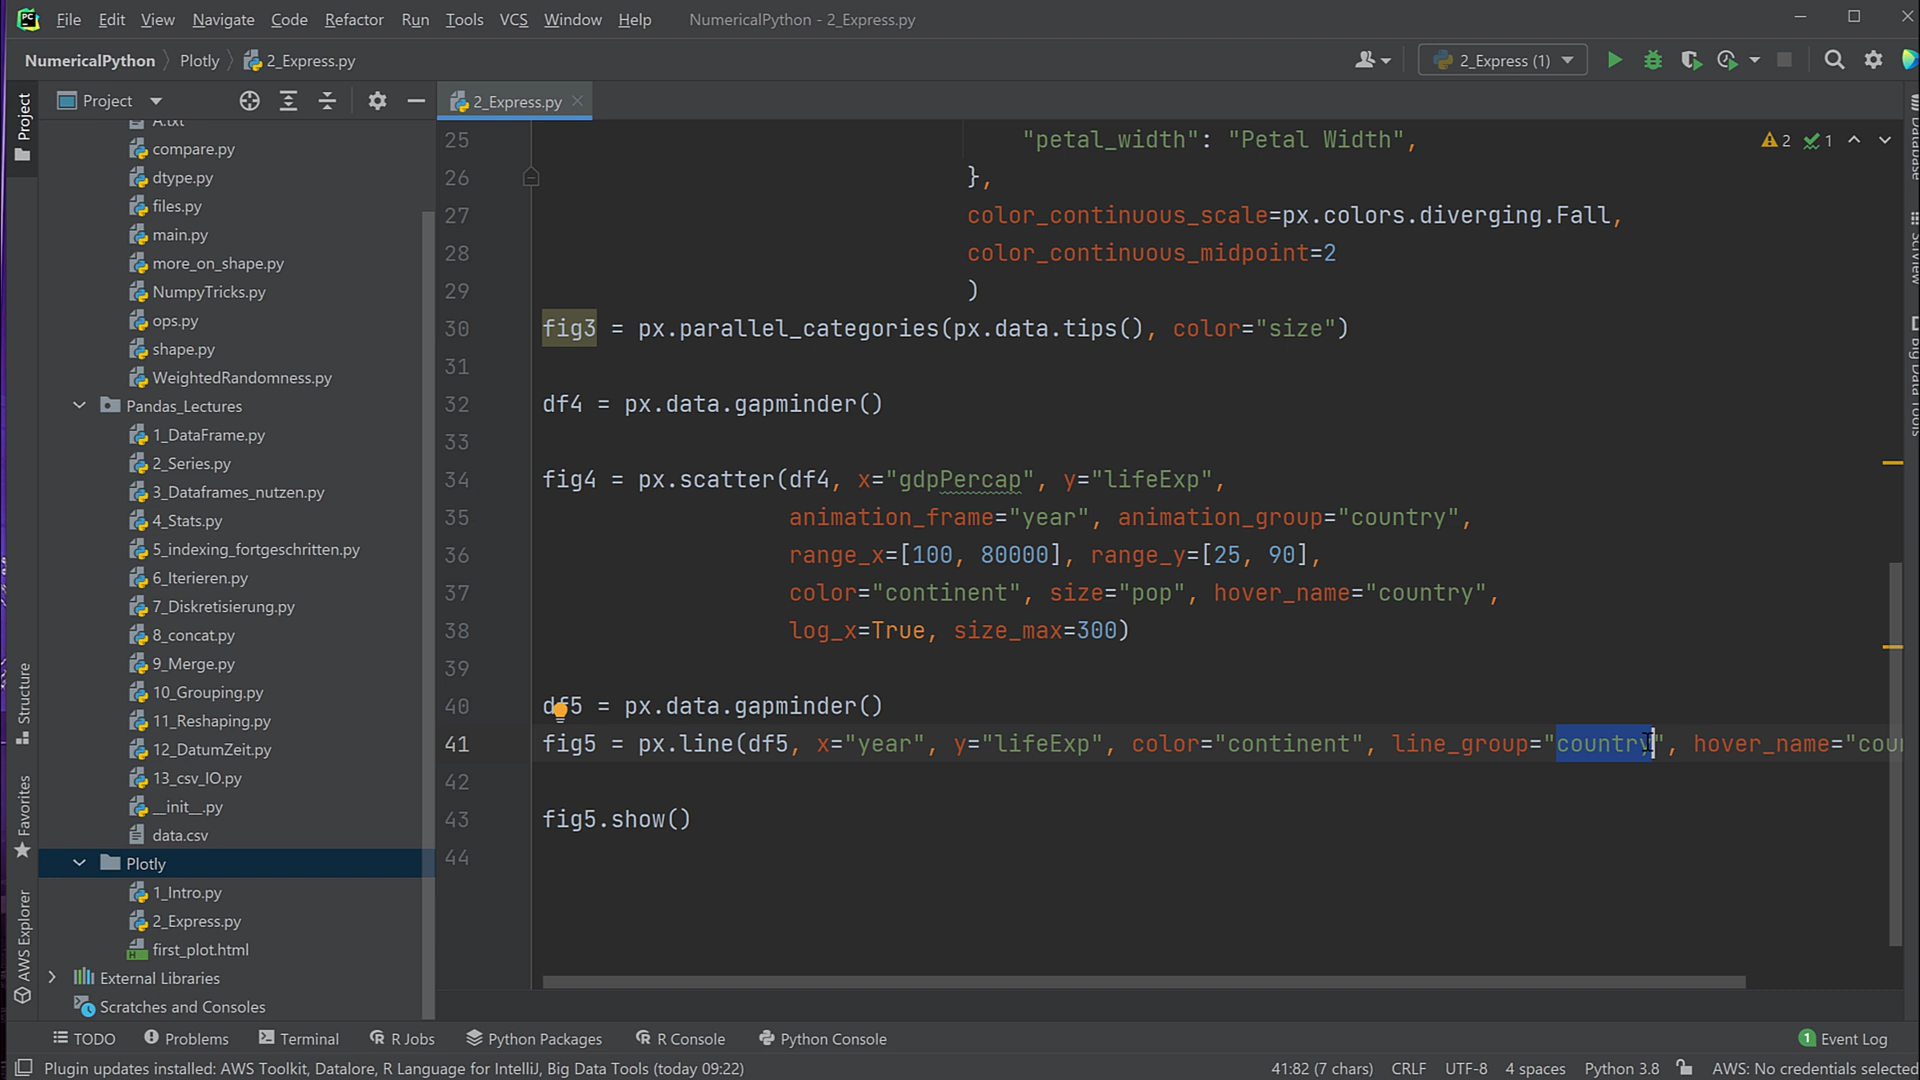 PC File Edit View Navigate Code Refactor Run Tools VCS Window Help NumericalPython - 2_Express.py
NumericalPython Plotly 2_Express.py 2_Express (1)
Project 2_Express.py
Project
Structure
Favorites
AWS Explorer
A.txt
compare.py
dtype.py
files.py
main.py
more_on_shape.py
NumpyTricks.py
ops.py
shape.py
WeightedRandomness.py
Pandas_Lectures
1_DataFrame.py
2_Series.py
3_Dataframes_nutzen.py
4_Stats.py
5_indexing_fortgeschritten.py
6_Iterieren.py
7_Diskretisierung.py
8_concat.py
9_Merge.py
10_Grouping.py
11_Reshaping.py
12_DatumZeit.py
13_csv_IO.py
__init__.py
data.csv
Plotly
1_Intro.py
2_Express.py
first_plot.html
External Libraries
Scratches and Consoles
25 "petal_width": "Petal Width",
26 },
27 color_continuous_scale=px.colors.diverging.Fall,
28 color_continuous_midpoint=2
29 )
30 fig3 = px.parallel_categories(px.data.tips(), color="size")
31
32 df4 = px.data.gapminder()
33
34 fig4 = px.scatter(df4, x="gdpPercap", y="lifeExp",
35 animation_frame="year", animation_group="country",
36 range_x=[100, 80000], range_y=[25, 90],
37 color="continent", size="pop", hover_name="country",
38 log_x=True, size_max=300)
39
40 df5 = px.data.gapminder()
41 fig5 = px.line(df5, x="year", y="lifeExp", color="continent", line_group="country", hover_name="cou
42
43 fig5.show()
44
2 1
Database
SciView
Big Data Tools
TODO Problems Terminal R Jobs Python Packages R Console Python Console 1 Event Log
Plugin updates installed: AWS Toolkit, Datalore, R Language for IntelliJ, Big Data Tools (today 09:22) 41:82 (7 chars) CRLF UTF-8 4 spaces Python 3.8 AWS: No credentials selected